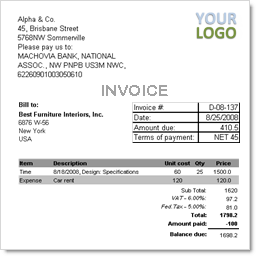 Alpha & Co.
45, Brisbane Street
5768NW Sommerville
Please pay us to:
MACHOVIA BANK, NATIONAL
ASSOC., NW PNPB US3M NWC,
62260901003050610
YOUR
LOGO
INVOICE
Bill to:
Best Furniture Interiors, Inc.
6876 W-56
New York
USA
Invoice #: D-08-137
Date: 8/25/2008
Amount due: 410.5
Terms of payment: NET 45
Item Description Unit cost Qty Price
Time 8/18/2008, Design: Specifications 60 25 1500.0
Expense Car rent 120 120.0
Sub Total: 1620
VAT - 6.00%: 97.2
Fed.Tax - 5.00%: 81.0
Total: 1798.2
Amount paid: -100
Balance due: 1698.2